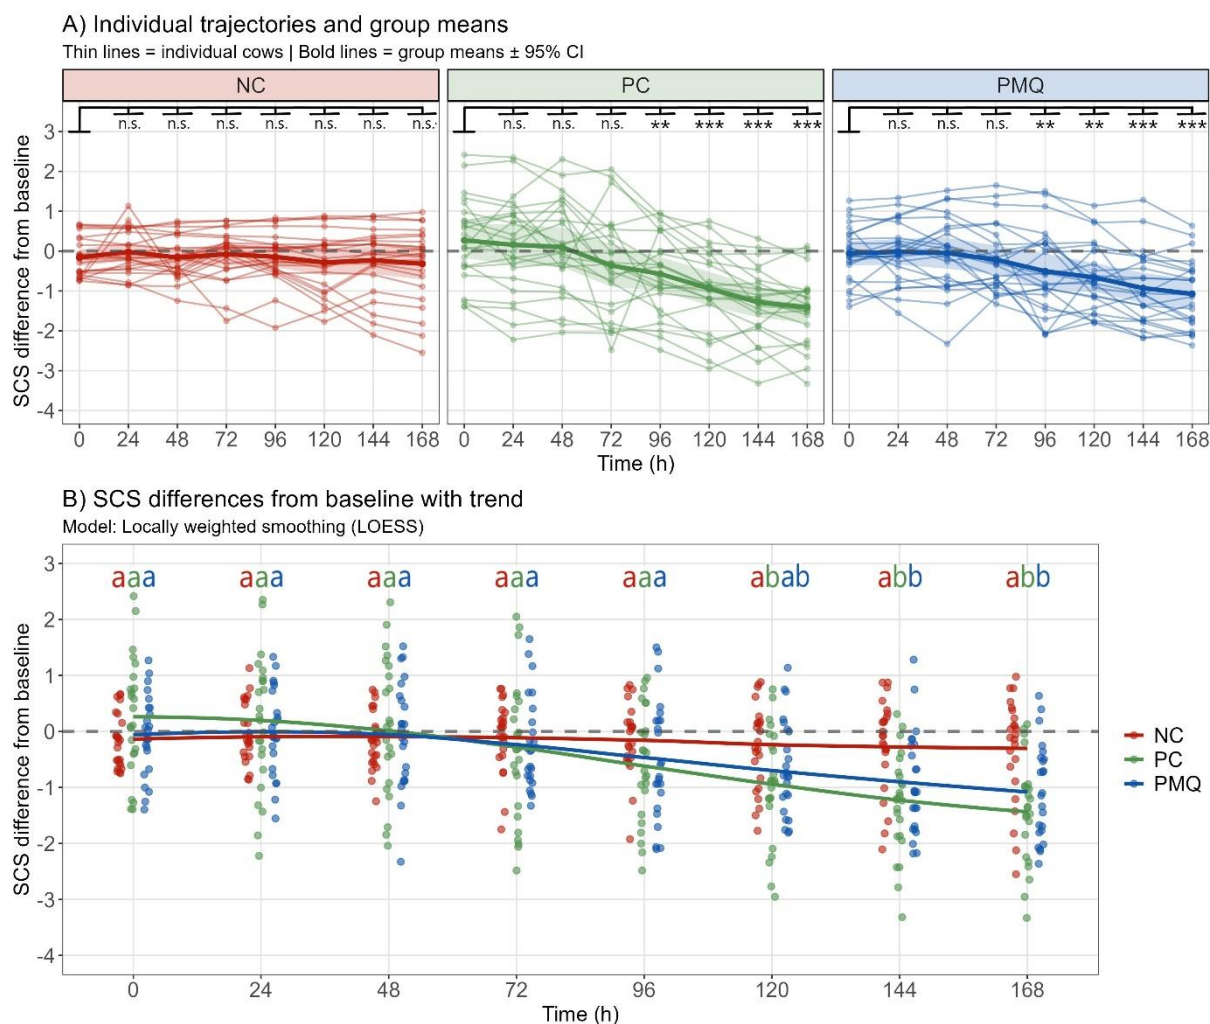 A) Individual trajectories and group means
Thin lines = individual cows | Bold lines = group means ± 95% CI
NC PC PMQ
n.s. n.s. n.s. n.s. n.s. n.s. n.s. n.s. n.s. n.s. ** *** *** *** n.s. n.s. n.s. ** ** *** ***
SCS difference from baseline
3
2
1
0
-1
-2
-3
-4
0 24 48 72 96 120 144 168 0 24 48 72 96 120 144 168 0 24 48 72 96 120 144 168
Time (h)
B) SCS differences from baseline with trend
Model: Locally weighted smoothing (LOESS)
aaa aaa aaa aaa aaa abab abb abb
SCS difference from baseline
3
2
1
0
-1
-2
-3
-4
NC
PC
PMQ
0 24 48 72 96 120 144 168
Time (h)